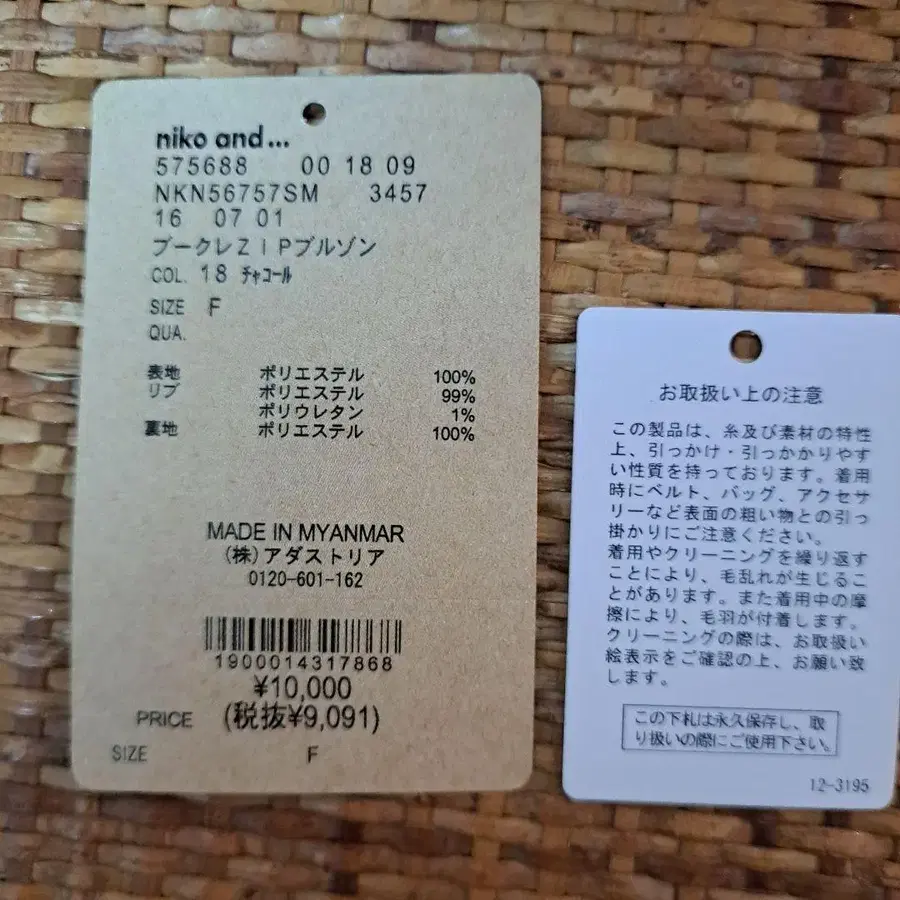 niko and...
575688 00 18 09
NKN56757SM 3457
16 07 01
ブークレZIPブルゾン
COL. 18 チャコール
SIZE F
QUA.
表地 ポリエステル 100%
リブ ポリエステル 99%
ポリウレタン 1%
裏地 ポリエステル 100%
MADE IN MYANMAR
(株)アダストリア
0120-601-162
1900014317868
¥10,000
PRICE (税抜¥9,091)
SIZE F
お取扱い上の注意
この製品は、糸及び素材の特性
上、引っかけ・引っかかりやす
い性質を持っております。着用
時にベルト、バッグ、アクセサ
リーなど表面の粗い物との引っ
掛かりにご注意ください。
着用やクリーニングを繰り返す
ことにより、毛乱れが生じるこ
とがあります。また着用中の摩
擦により、毛羽が付着します。
クリーニングの際は、お取扱い
絵表示をご確認の上、お願い致
します。
この下札は永久保存し、取
り扱いの際にご使用下さい。
12-3195